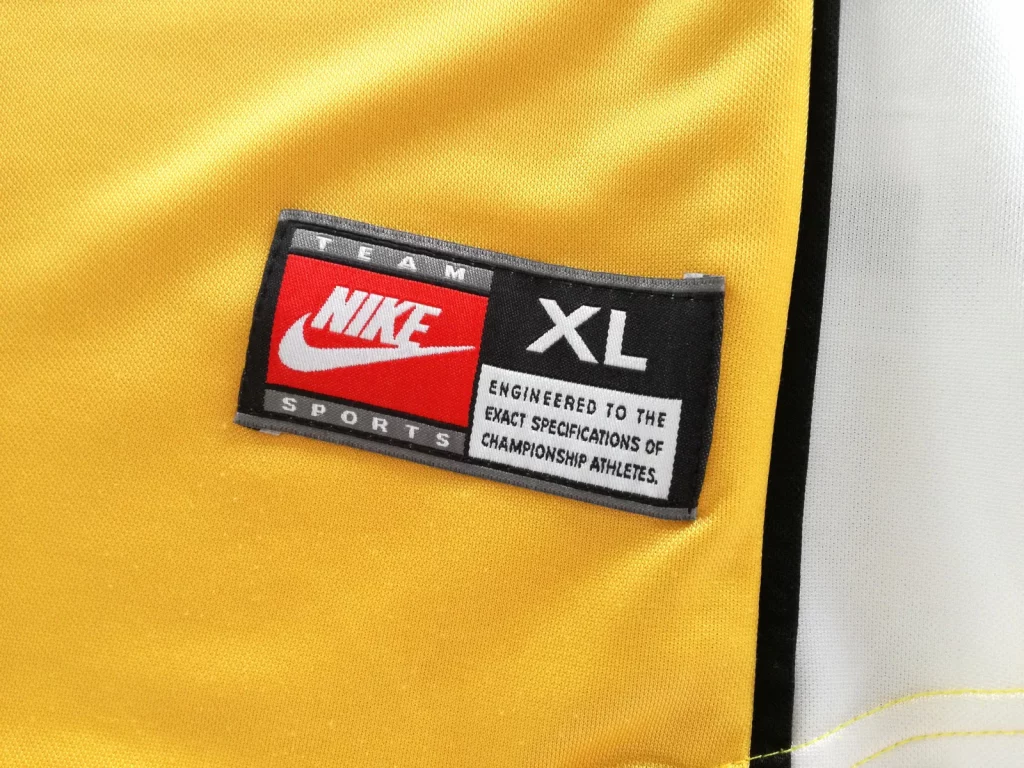 TEAM
NIKE
SPORTS
XL
ENGINEERED TO THE
EXACT SPECIFICATIONS OF
CHAMPIONSHIP ATHLETES.